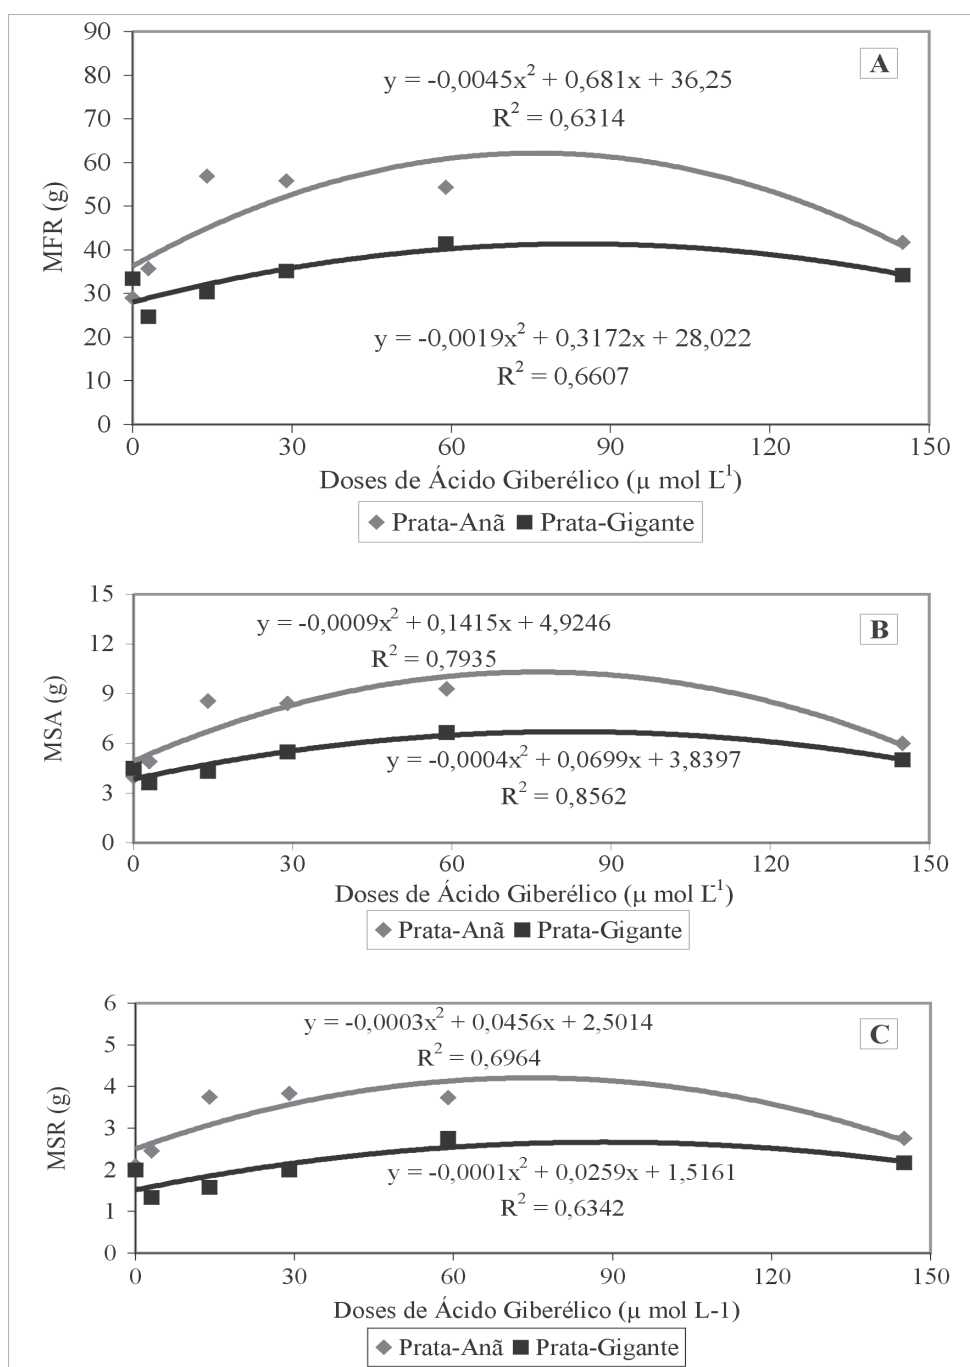 90
A
y = -0,0045x² + 0,681x + 36,25
80
R² = 0,6314
70
60
MFR (g)
50
40
30
y = -0,0019x² + 0,3172x + 28,022
20
R² = 0,6607
10
0
0 30 60 90 120 150
Doses de Ácido Giberélico (µ mol L⁻¹)
Prata-Anã Prata-Gigante
15
y = -0,0009x² + 0,1415x + 4,9246
B
R² = 0,7935
12
9
MSA (g)
6
y = -0,0004x² + 0,0699x + 3,8397
3
R² = 0,8562
0
0 30 60 90 120 150
Doses de Ácido Giberélico (µ mol L⁻¹)
Prata-Anã Prata-Gigante
6
y = -0,0003x² + 0,0456x + 2,5014
C
5
R² = 0,6964
4
MSR (g)
3
2
y = -0,0001x² + 0,0259x + 1,5161
1
R² = 0,6342
0
0 30 60 90 120 150
Doses de Ácido Giberélico (µ mol L-1)
Prata-Anã Prata-Gigante